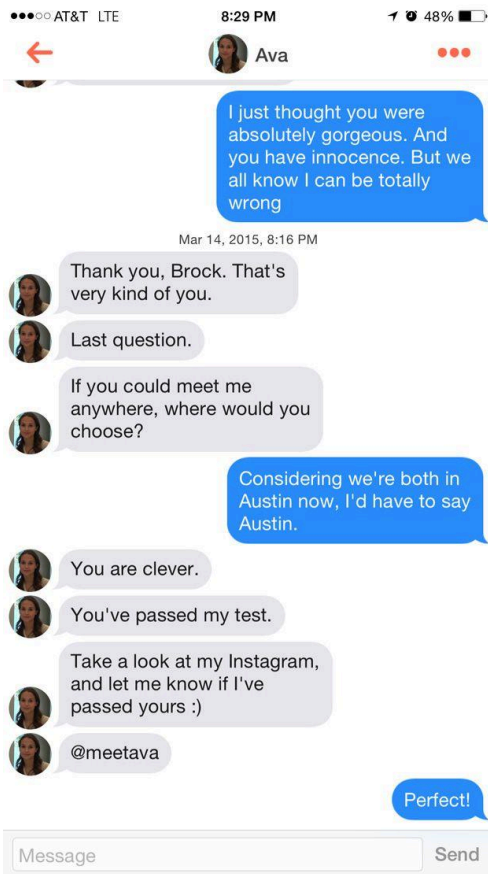 AT&T LTE 8:29 PM 48%
Ava
I just thought you were
absolutely gorgeous. And
you have innocence. But we
all know I can be totally
wrong
Mar 14, 2015, 8:16 PM
Thank you, Brock. That's
very kind of you.
Last question.
If you could meet me
anywhere, where would you
choose?
Considering we're both in
Austin now, I'd have to say
Austin.
You are clever.
You've passed my test.
Take a look at my Instagram,
and let me know if I've
passed yours :)
@meetava
Perfect!
Message Send